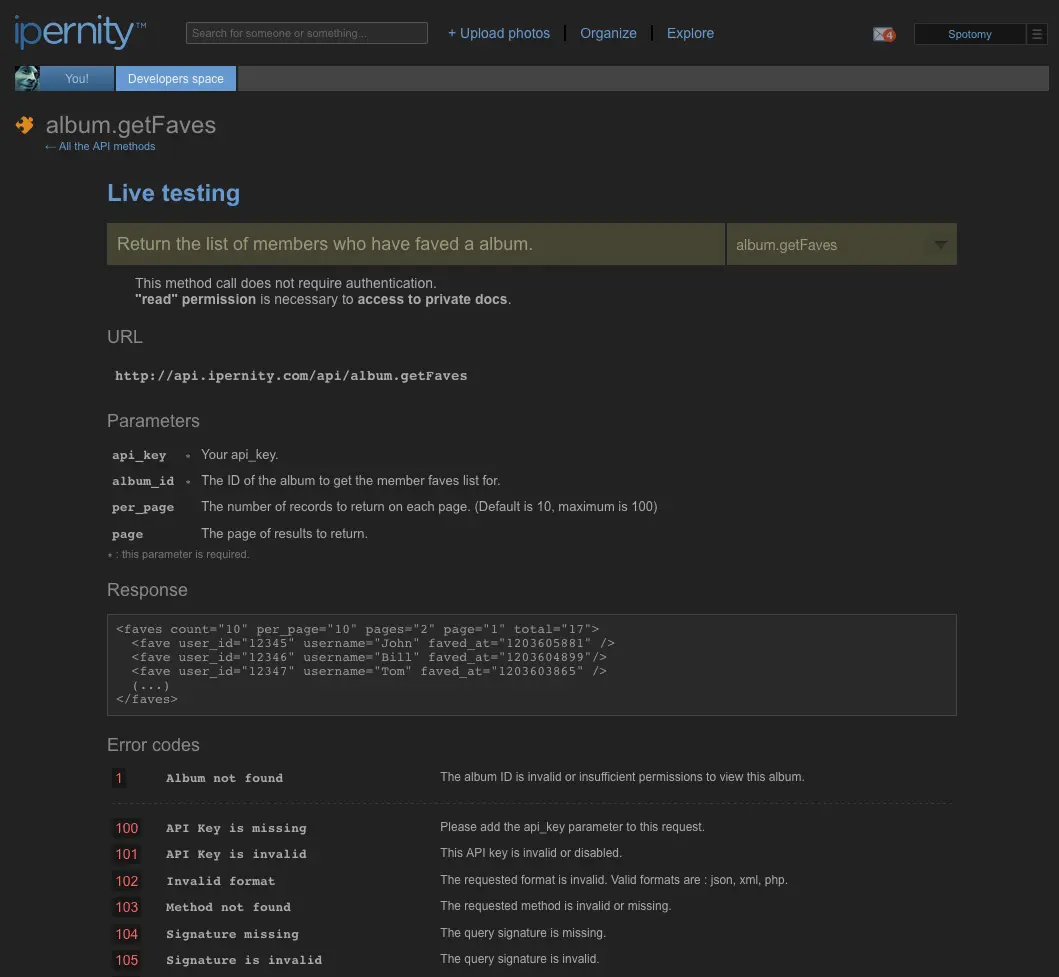 ipernity™
Search for someone or something...
+ Upload photos
Organize
Explore
4
Spotomy
You!
Developers space
album.getFaves
← All the API methods
Live testing
Return the list of members who have faved a album.
album.getFaves
This method call does not require authentication.
"read" permission is necessary to access to private docs.
URL
http://api.ipernity.com/api/album.getFaves
Parameters
api_key • Your api_key.
album_id • The ID of the album to get the member faves list for.
per_page The number of records to return on each page. (Default is 10, maximum is 100)
page The page of results to return.
• : this parameter is required.
Response
<faves count="10" per_page="10" pages="2" page="1" total="17">
<fave user_id="12345" username="John" faved_at="1203605881" />
<fave user_id="12346" username="Bill" faved_at="1203604899"/>
<fave user_id="12347" username="Tom" faved_at="1203603865" />
(...)
</faves>
Error codes
1 Album not found The album ID is invalid or insufficient permissions to view this album.
100 API Key is missing Please add the api_key parameter to this request.
101 API Key is invalid This API key is invalid or disabled.
102 Invalid format The requested format is invalid. Valid formats are : json, xml, php.
103 Method not found The requested method is invalid or missing.
104 Signature missing The query signature is missing.
105 Signature is invalid The query signature is invalid.